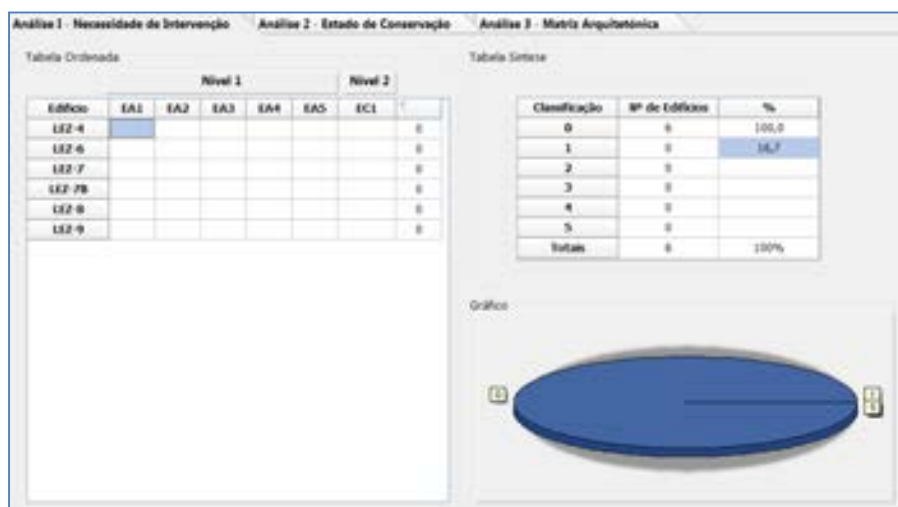 Análise 1 - Necessidade de Intervenção Análise 2 - Estado de Conservação Análise 3 - Matriz Arquitetónica
Tabela Ordenada
Nível 1 Nível 2
Edifício EA1 EA2 EA3 EA4 EA5 EC1
LEZ-4 0
LEZ-6 0
LEZ-7 0
LEZ-7B 0
LEZ-8 0
LEZ-9 0
Tabela Síntese
Classificação Nº de Edifícios %
0 6 100,0
1 0 16,7
2 0
3 0
4 0
5 0
Totais 6 100%
Gráfico
0